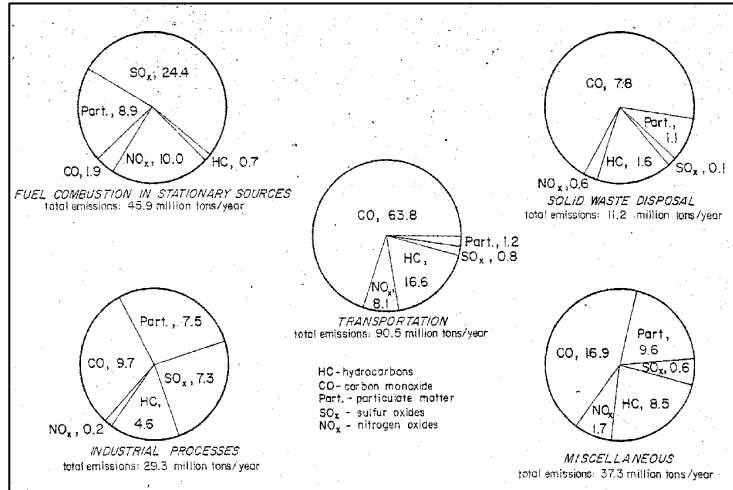 SOx, 24.4
Part., 8.9
CO, 1.9
NOx, 10.0
HC, 0.7
FUEL COMBUSTION IN STATIONARY SOURCES
total emissions: 45.9 million tons/year
CO, 7.8
Part.,
1.1
SOx, 0.1
HC, 1.6
NOx, 0.6
SOLID WASTE DISPOSAL
total emissions: 11.2 million tons/year
CO, 63.8
Part., 1.2
SOx, 0.8
HC,
16.6
NOx,
8.1
TRANSPORTATION
total emissions: 90.5 million tons/year
Part., 7.5
CO, 9.7
SOx, 7.3
HC,
4.6
NOx, 0.2
INDUSTRIAL PROCESSES
total emissions: 29.3 million tons/year
HC - hydrocarbons
CO - carbon monoxide
Part. - particulate matter
SOx - sulfur oxides
NOx - nitrogen oxides
Part,
9.6
CO, 16.9
SOx, 0.6
HC, 8.5
NOx
1.7
MISCELLANEOUS
total emissions: 37.3 million tons/year